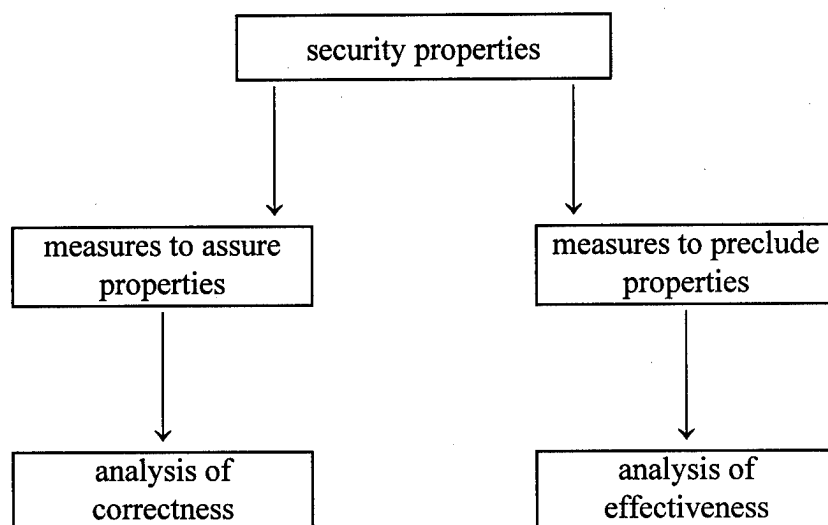 security properties
measures to assure
properties
measures to preclude
properties
analysis of
correctness
analysis of
effectiveness